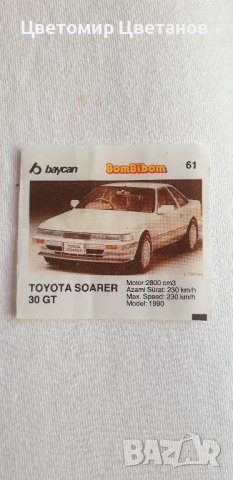 Цветомир Цветанов
baycan
BomBibom
61
TOYOTA SOARER
30 GT
Motor 2800 cm3
Azami Sürat: 230 km/h
Max. Speed: 230 km/h
Model: 1990
BAZAR